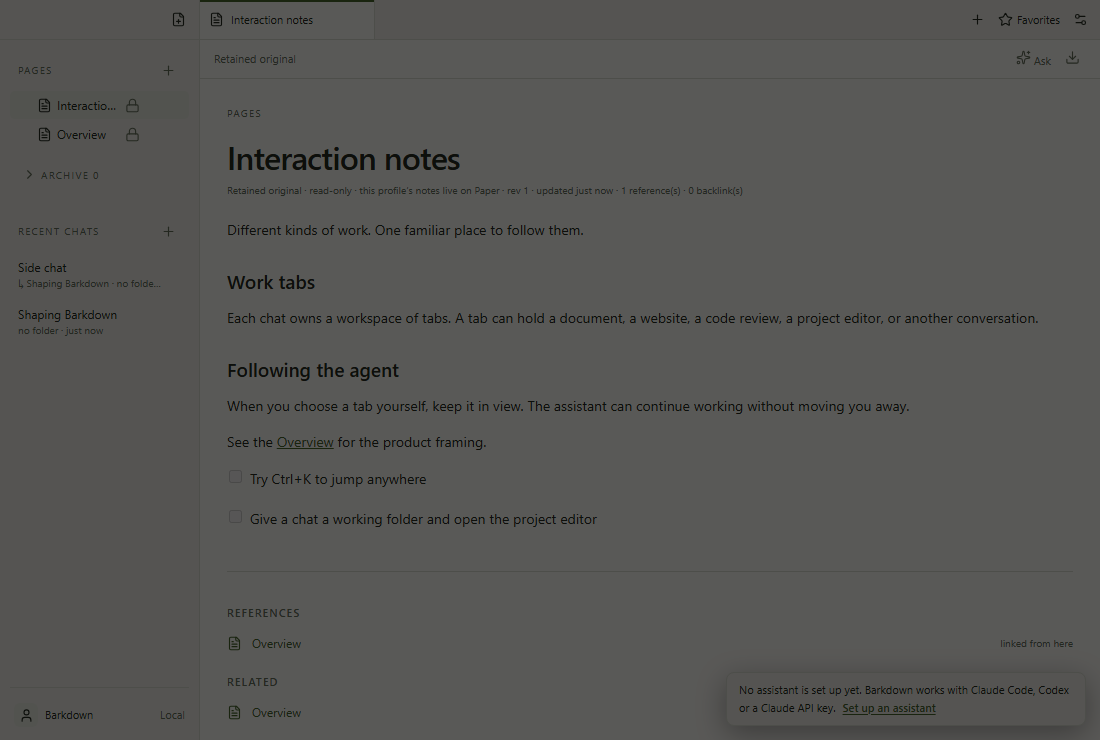 Interaction notes
Favorites
PAGES
Interactio...
Overview
ARCHIVE 0
RECENT CHATS
Side chat
Shaping Barkdown · no folde...
Shaping Barkdown
no folder · just now
Barkdown
Local
Retained original
Ask
PAGES
Interaction notes
Retained original · read-only · this profile's notes live on Paper · rev 1 · updated just now · 1 reference(s) · 0 backlink(s)
Different kinds of work. One familiar place to follow them.
Work tabs
Each chat owns a workspace of tabs. A tab can hold a document, a website, a code review, a project editor, or another conversation.
Following the agent
When you choose a tab yourself, keep it in view. The assistant can continue working without moving you away.
See the Overview for the product framing.
Try Ctrl+K to jump anywhere
Give a chat a working folder and open the project editor
REFERENCES
Overview
linked from here
RELATED
Overview
No assistant is set up yet. Barkdown works with Claude Code, Codex
or a Claude API key. Set up an assistant